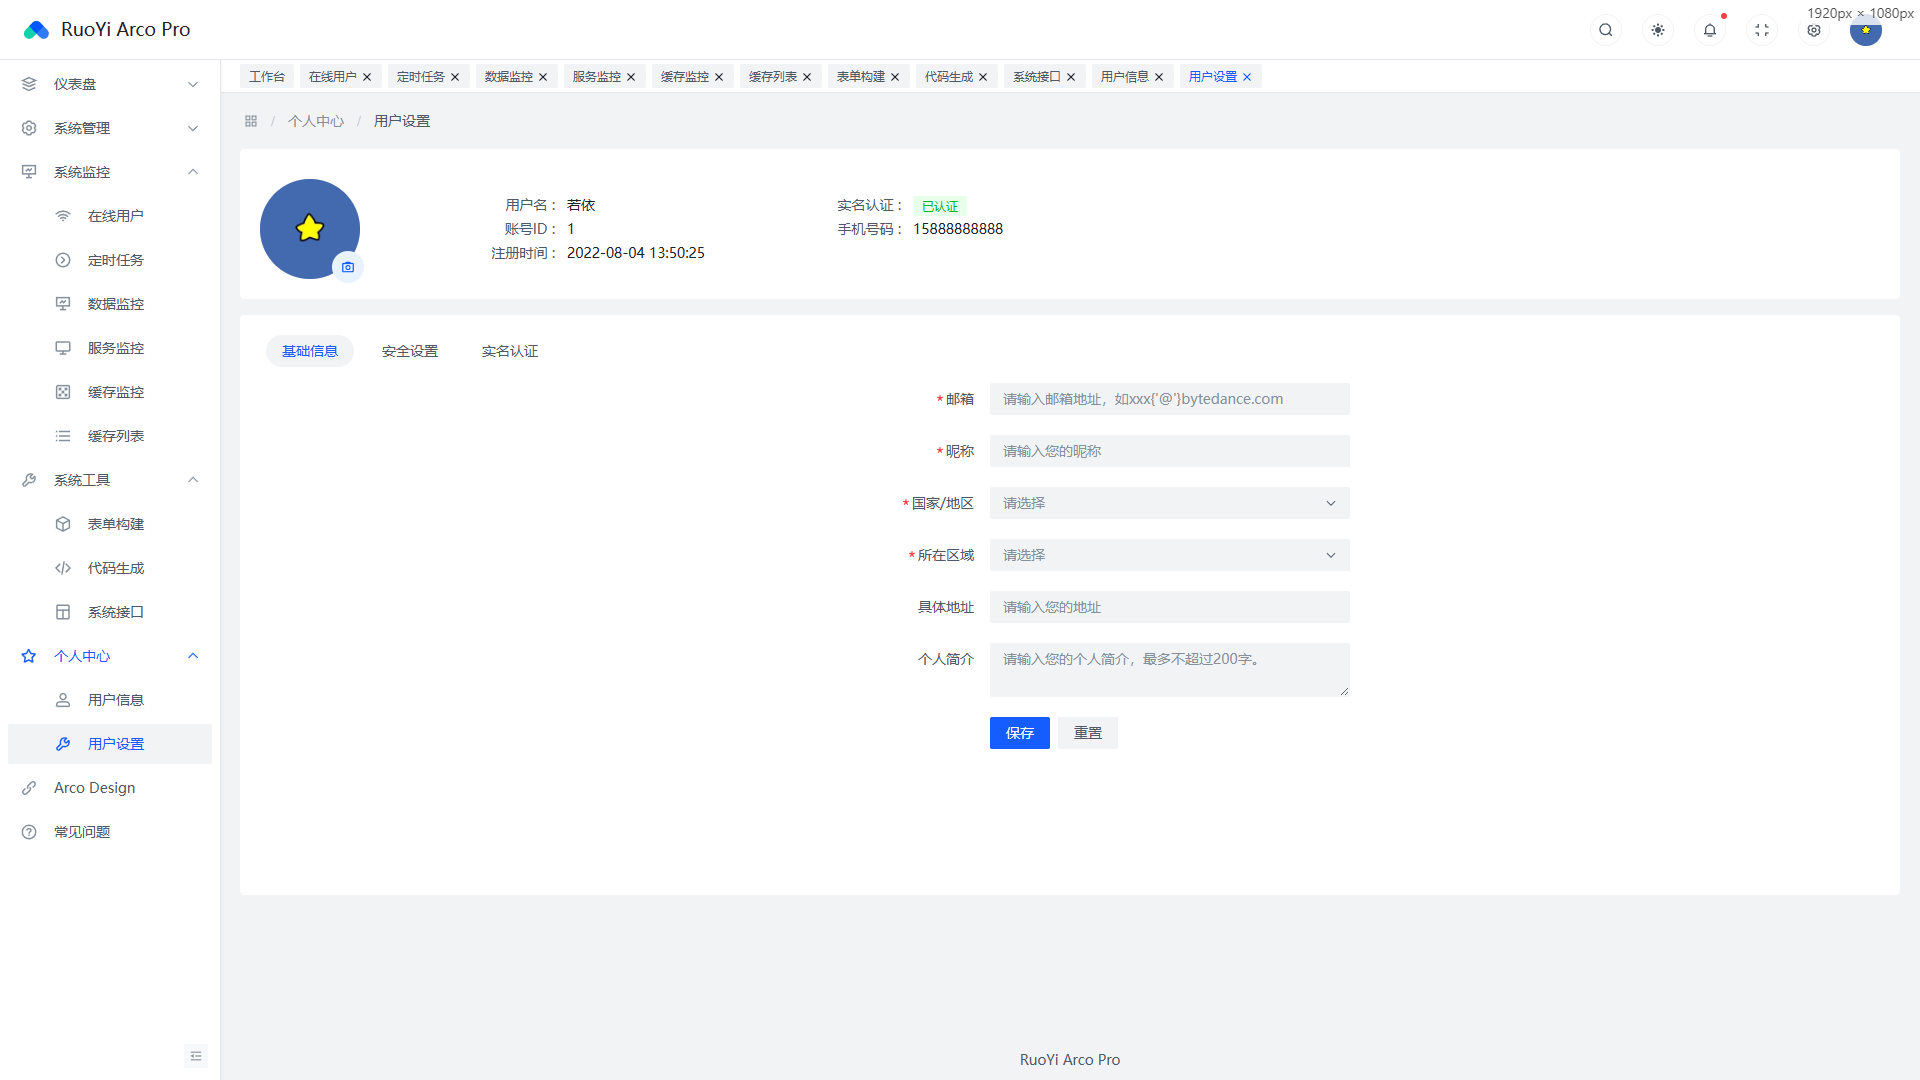 RuoYi Arco Pro
1920px × 1080px
仪表盘
系统管理
系统监控
在线用户
定时任务
数据监控
服务监控
缓存监控
缓存列表
系统工具
表单构建
代码生成
系统接口
个人中心
用户信息
用户设置
Arco Design
常见问题
工作台 在线用户 定时任务 数据监控 服务监控 缓存监控 缓存列表 表单构建 代码生成 系统接口 用户信息 用户设置
/ 个人中心 / 用户设置
用户名： 若依 实名认证： 已认证
账号ID： 1 手机号码： 15888888888
注册时间： 2022-08-04 13:50:25
基础信息 安全设置 实名认证
*邮箱 请输入邮箱地址，如xxx{'@'}bytedance.com
*昵称 请输入您的昵称
*国家/地区 请选择
*所在区域 请选择
具体地址 请输入您的地址
个人简介 请输入您的个人简介，最多不超过200字。
保存 重置
RuoYi Arco Pro